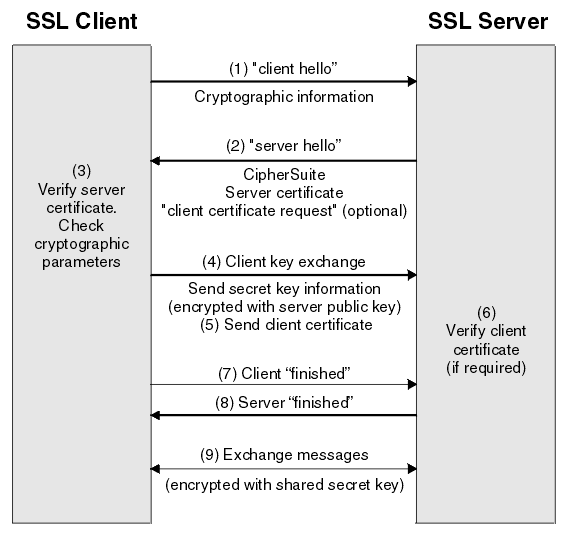 SSL Client
SSL Server
(1) "client hello”
Cryptographic information
(2) "server hello”
CipherSuite
Server certificate
"client certificate request" (optional)
(3)
Verify server
certificate.
Check
cryptographic
parameters
(4) Client key exchange
Send secret key information
(encrypted with server public key)
(5) Send client certificate
(6)
Verify client
certificate
(if required)
(7) Client “finished”
(8) Server “finished”
(9) Exchange messages
(encrypted with shared secret key)